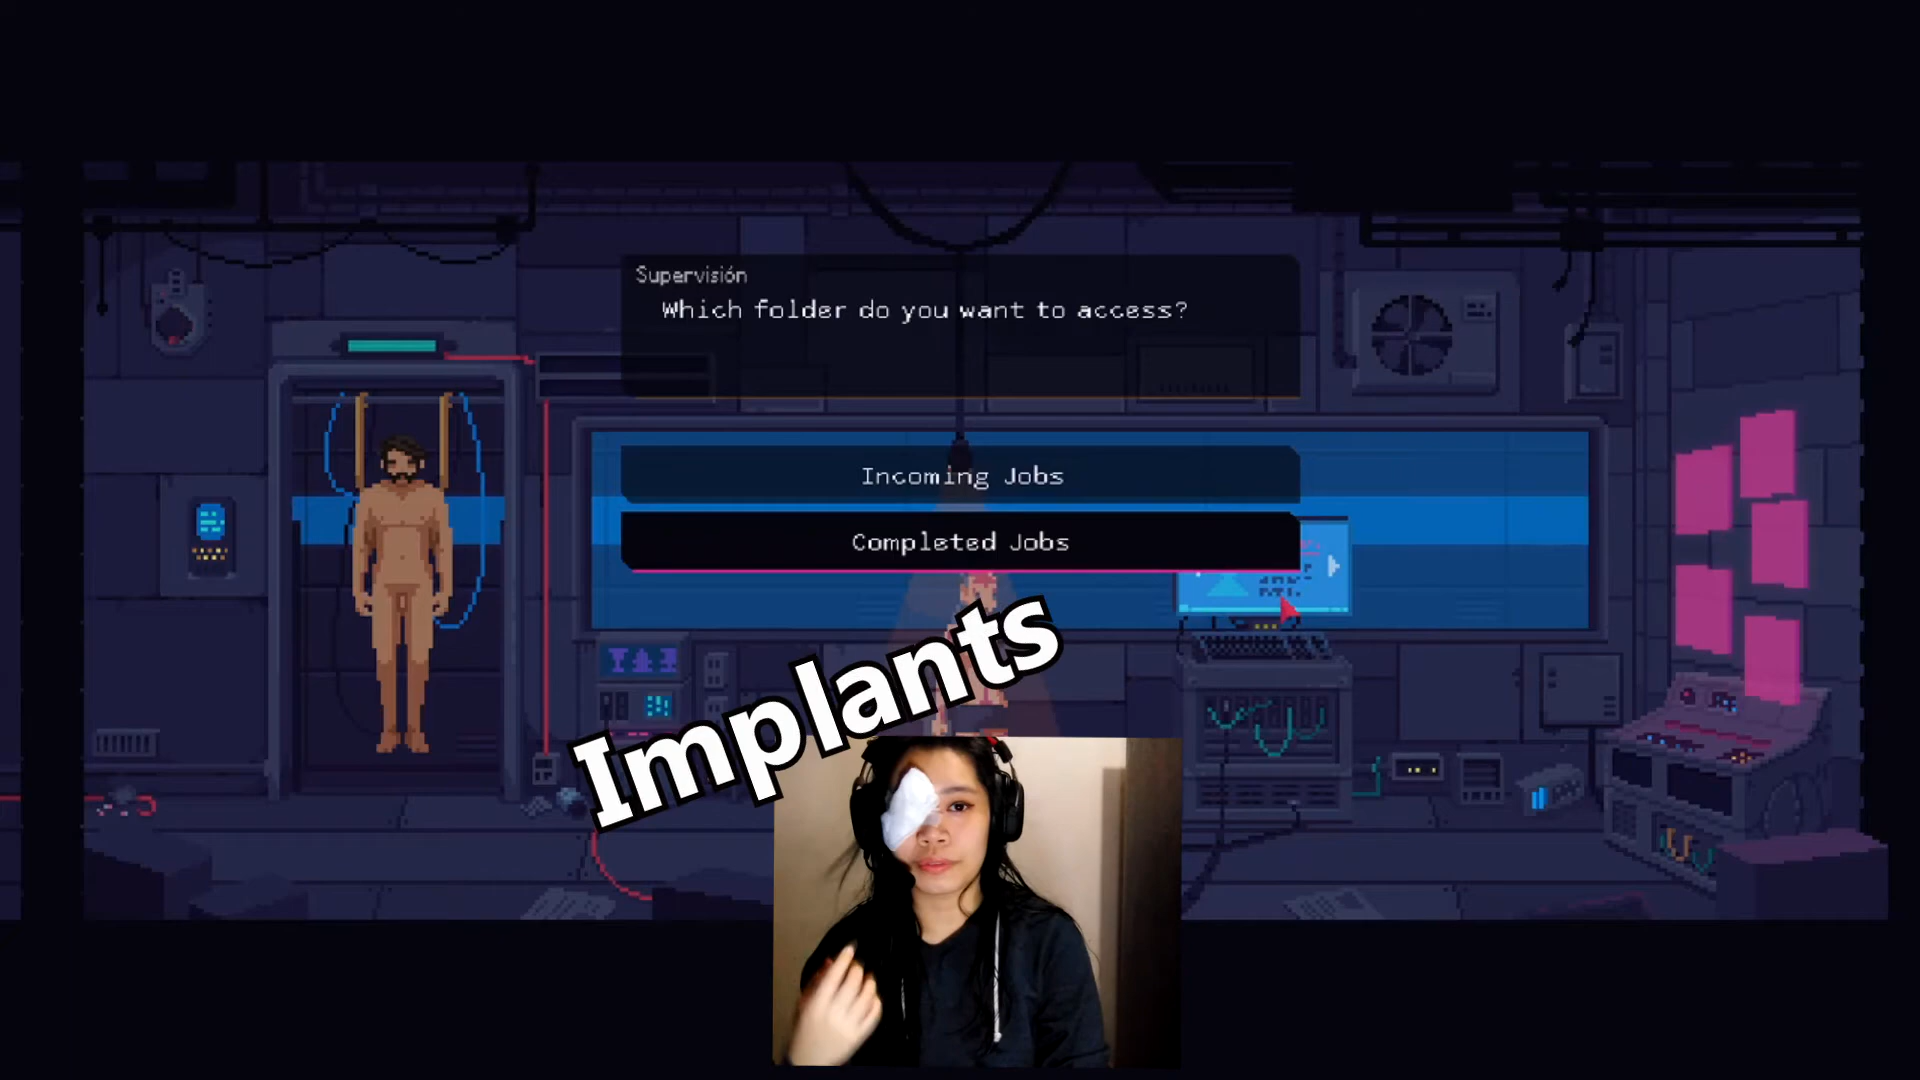 Supervisión
Which folder do you want to access?
Incoming Jobs
Completed Jobs
Implants